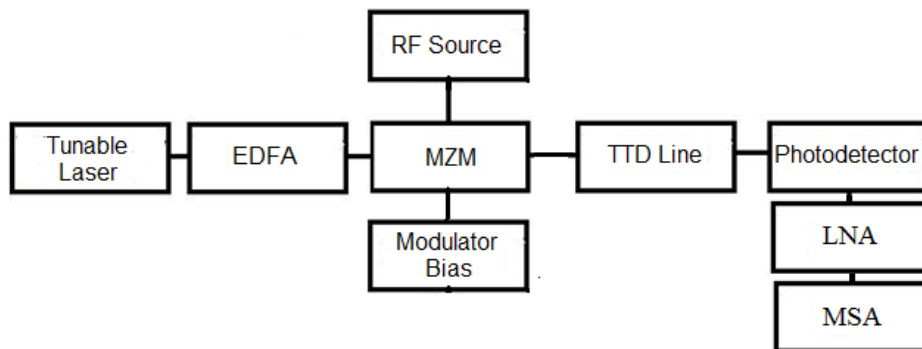 RF Source
Tunable
Laser
EDFA
MZM
TTD Line
Photodetector
Modulator
Bias
LNA
MSA